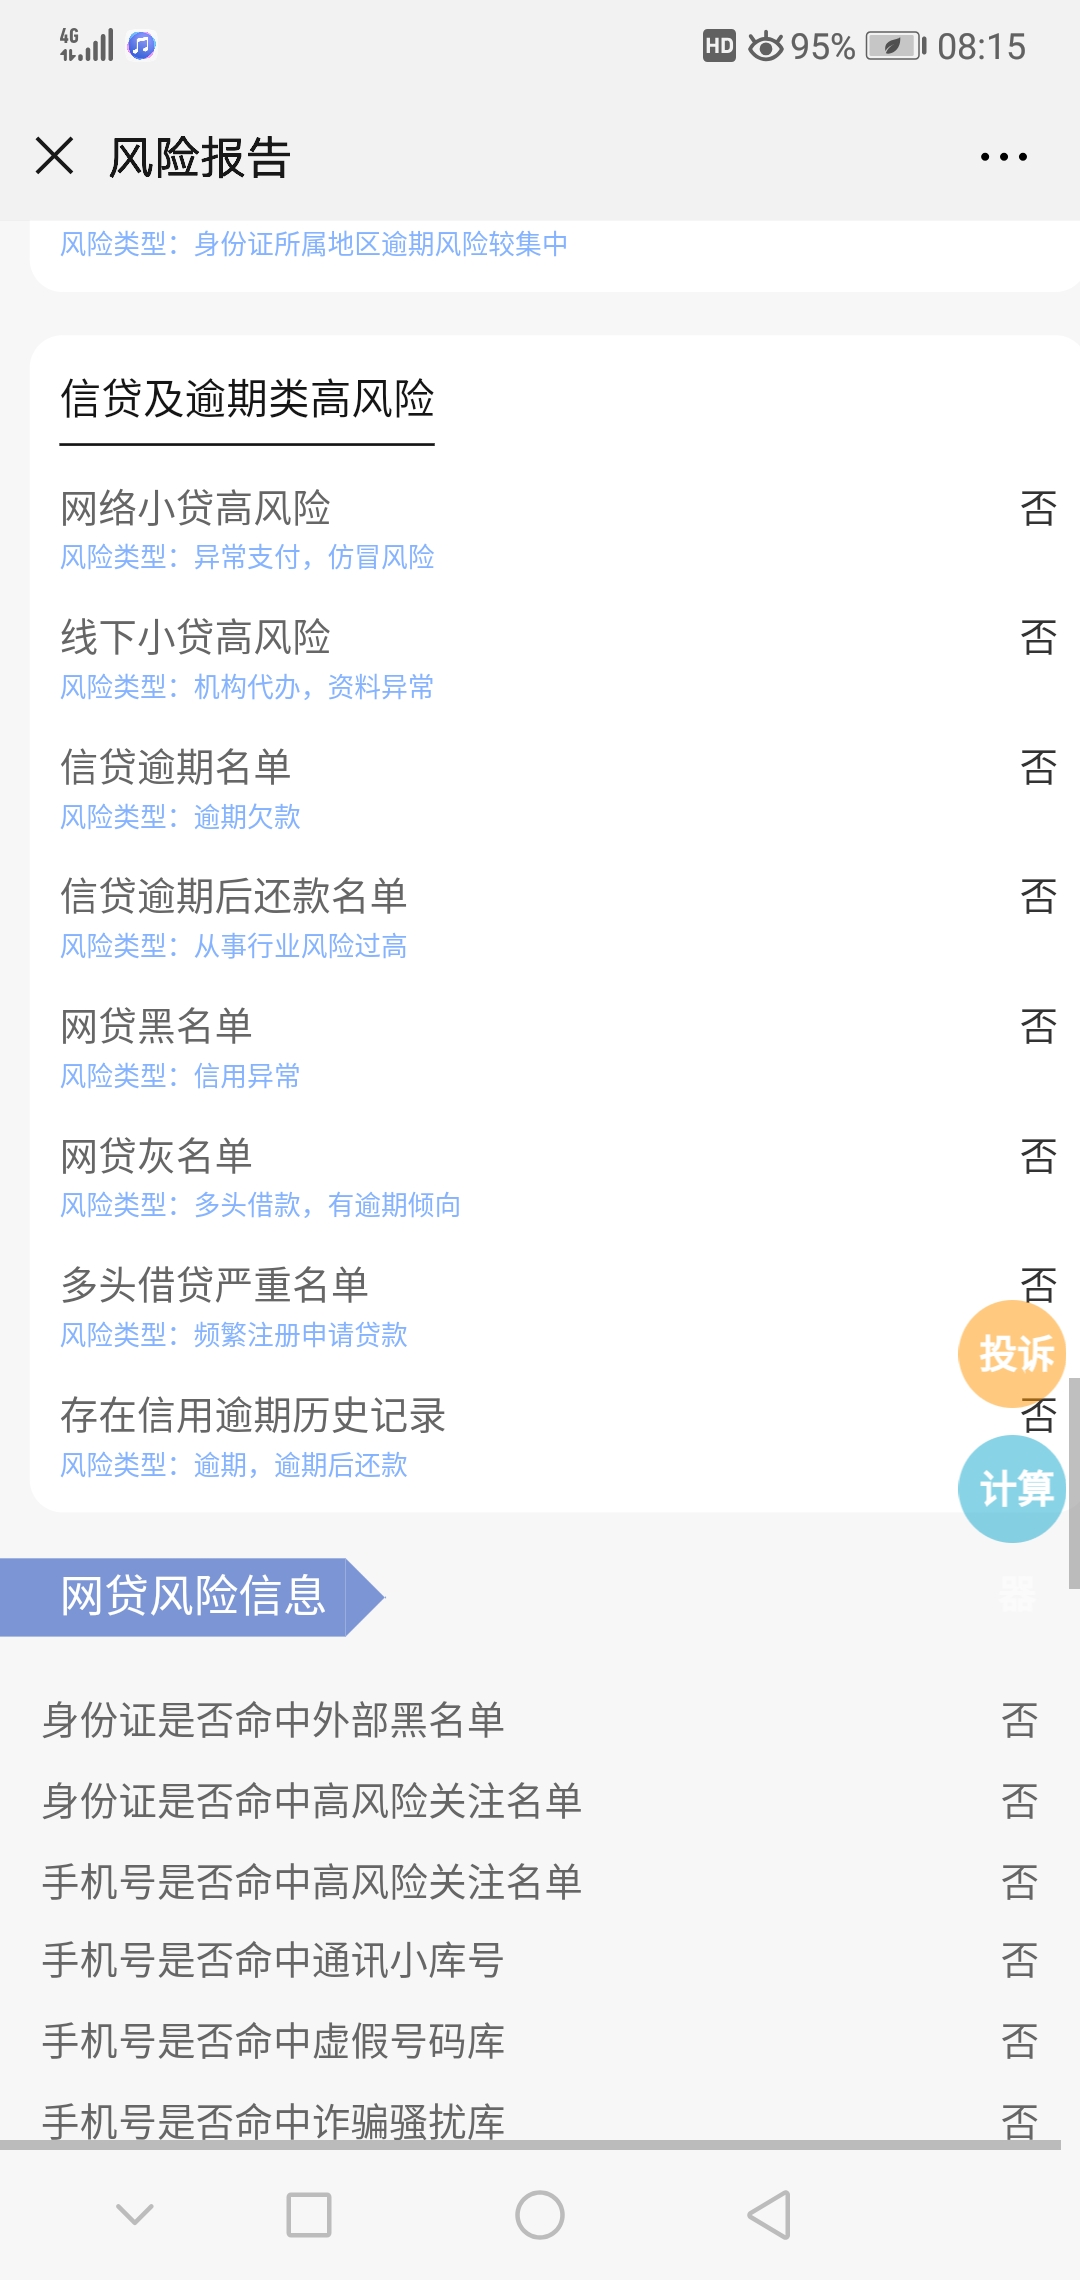 4G
HD 95% 08:15
风险报告
风险类型：身份证所属地区逾期风险较集中
信贷及逾期类高风险
网络小贷高风险 否
风险类型：异常支付，仿冒风险
线下小贷高风险 否
风险类型：机构代办，资料异常
信贷逾期名单 否
风险类型：逾期欠款
信贷逾期后还款名单 否
风险类型：从事行业风险过高
网贷黑名单 否
风险类型：信用异常
网贷灰名单 否
风险类型：多头借款，有逾期倾向
多头借贷严重名单 否
风险类型：频繁注册申请贷款
投诉
存在信用逾期历史记录 否
风险类型：逾期，逾期后还款
计算
器
网贷风险信息
身份证是否命中外部黑名单 否
身份证是否命中高风险关注名单 否
手机号是否命中高风险关注名单 否
手机号是否命中通讯小库号 否
手机号是否命中虚假号码库 否
手机号是否命中诈骗骚扰库 否